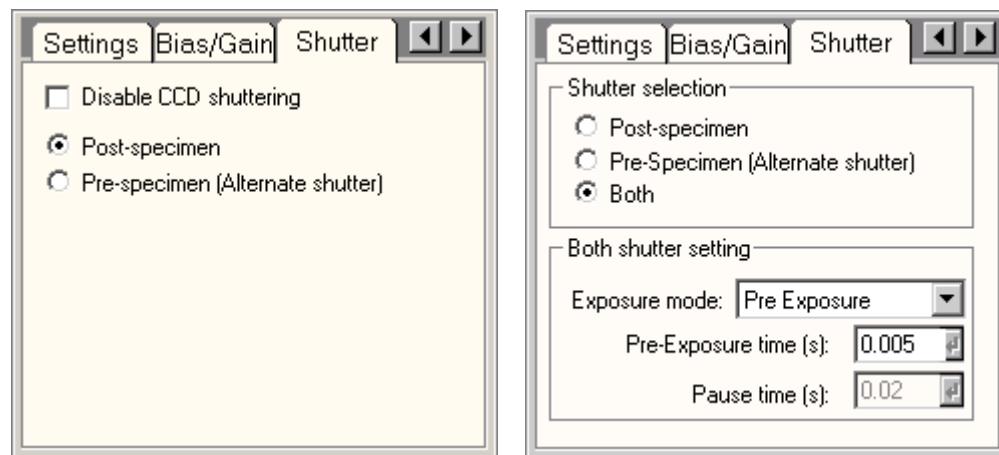 Settings Bias/Gain Shutter
Disable CCD shuttering
Post-specimen
Pre-specimen (Alternate shutter)
Settings Bias/Gain Shutter
Shutter selection
Post-specimen
Pre-Specimen (Alternate shutter)
Both
Both shutter setting
Exposure mode: Pre Exposure
Pre-Exposure time (s): 0.005
Pause time (s): 0.02